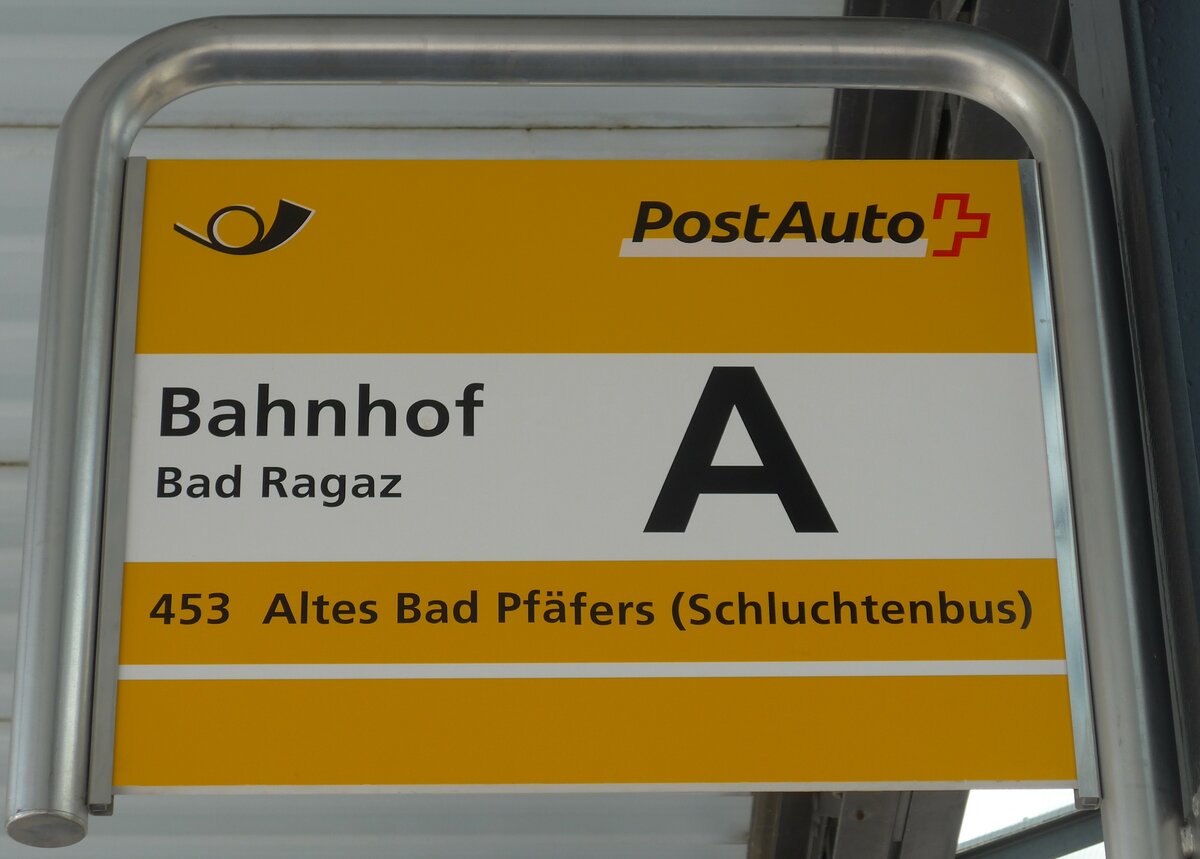 PostAuto
Bahnhof
Bad Ragaz
A
453 Altes Bad Pfäfers (Schluchtenbus)